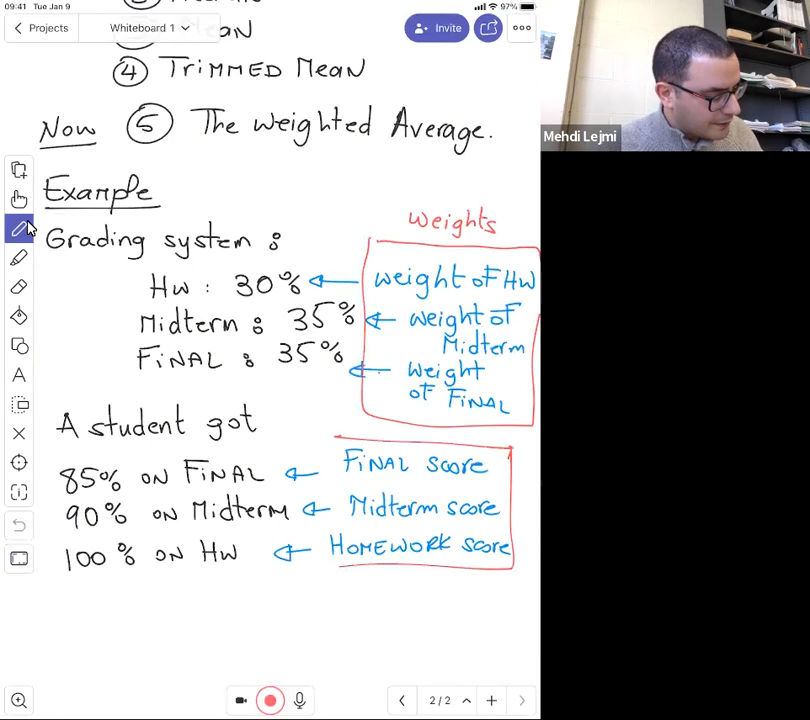 09:41 Tue Jan 9
97%
Projects
Whiteboard 1
Invite
Mehdi Lejmi
④ Trimmed Mean
Now ⑤ The weighted Average.
Example
weights
Grading system :
Hw : 30% weight of HW
Midterm : 35% weight of
Midterm
FiNAL : 35% weight
of FiNAL
A student got
85% on FiNAL FiNAL score
90% on Midterm Midterm score
100% on HW HOMEWORK score
2/2